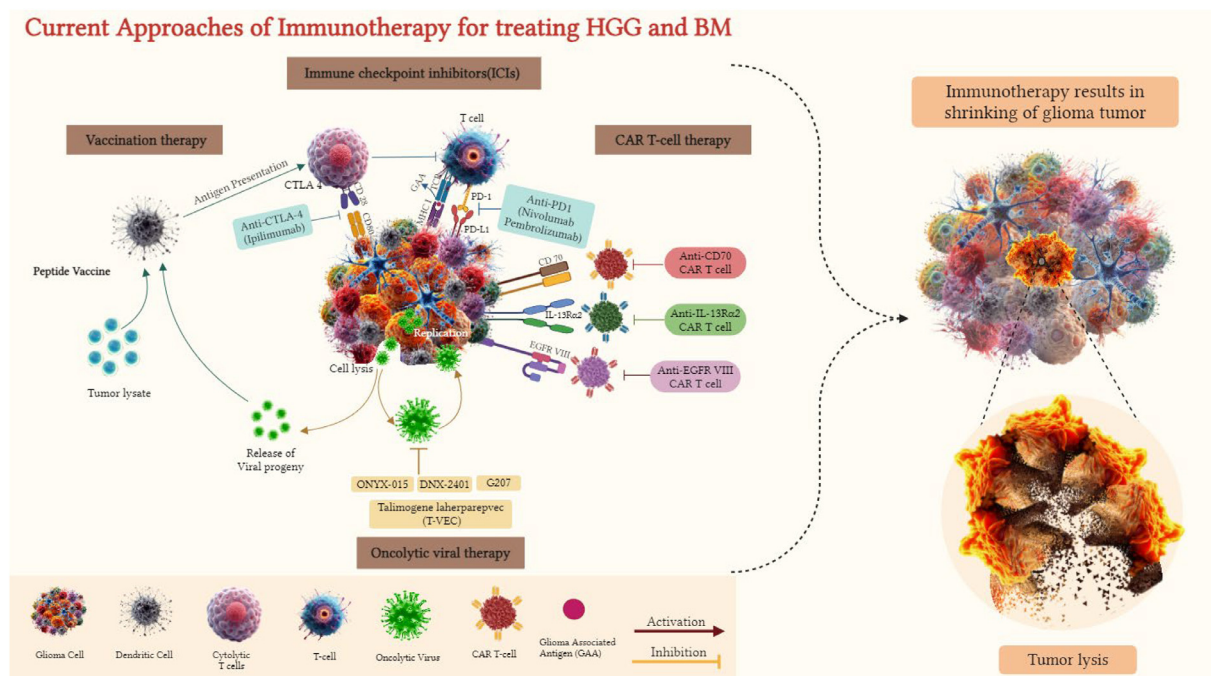 Current Approaches of Immunotherapy for treating HGG and BM
Immune checkpoint inhibitors(ICIs)
Vaccination therapy
T cell
CAR T-cell therapy
Immunotherapy results in
shrinking of glioma tumor
Antigen Presentation
CTLA 4
CD 28
CD80
GAA
TCR
MHC I
PD-1
PD-L1
Anti-CTLA-4
(Ipilimumab)
Anti-PD1
(Nivolumab
Pembrolizumab)
Peptide Vaccine
CD 70
Anti-CD70
CAR T cell
IL-13Rα2
Anti-IL-13Rα2
CAR T cell
Replication
EGFR VIII
Anti-EGFR VIII
CAR T cell
Cell lysis
Tumor lysate
Release of
Viral progeny
ONYX-015
DNX-2401
G207
Talimogene laherparepvec
(T-VEC)
Oncolytic viral therapy
Glioma Cell
Dendritic Cell
Cytolytic
T cells
T-cell
Oncolytic Virus
CAR T-cell
Glioma Associated
Antigen (GAA)
Activation
Inhibition
Tumor lysis